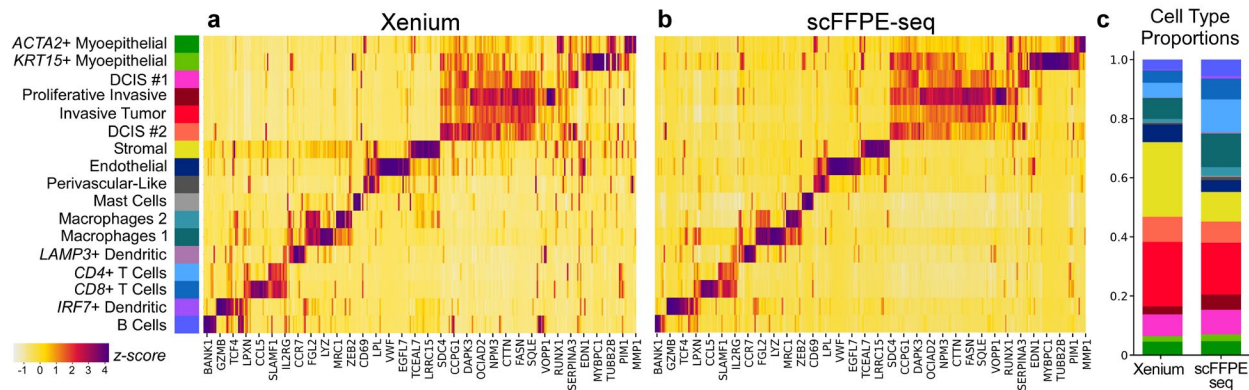 a Xenium
b scFFPE-seq
c Cell Type
Proportions
ACTA2+ Myoepithelial
KRT15+ Myoepithelial
DCIS #1
Proliferative Invasive
Invasive Tumor
DCIS #2
Stromal
Endothelial
Perivascular-Like
Mast Cells
Macrophages 2
Macrophages 1
LAMP3+ Dendritic
CD4+ T Cells
CD8+ T Cells
IRF7+ Dendritic
B Cells
-1 0 1 2 3 4 z-score
BANK1
GZMB
TCF4
LPXN
CCL5
SLAMF1
IL2RG
CCR7
FGL2
LYZ
MRC1
ZEB2
CD69
LPL
VWF
EGFL7
TCEAL7
LRRC15
SDC4
CCPG1
DAPK3
OCIAD2
NPM3
CTTN
FASN
SQLE
VOPP1
RUNX1
SERPINA3
EDN1
MYBPC1
TUBB2B
PIM1
MMP1
BANK1
GZMB
TCF4
LPXN
CCL5
SLAMF1
IL2RG
CCR7
FGL2
LYZ
MRC1
ZEB2
CD69
LPL
VWF
EGFL7
TCEAL7
LRRC15
SDC4
CCPG1
DAPK3
OCIAD2
NPM3
CTTN
FASN
SQLE
VOPP1
RUNX1
SERPINA3
EDN1
MYBPC1
TUBB2B
PIM1
MMP1
1.0
0.8
0.6
0.4
0.2
0
Xenium
scFFPE
seq